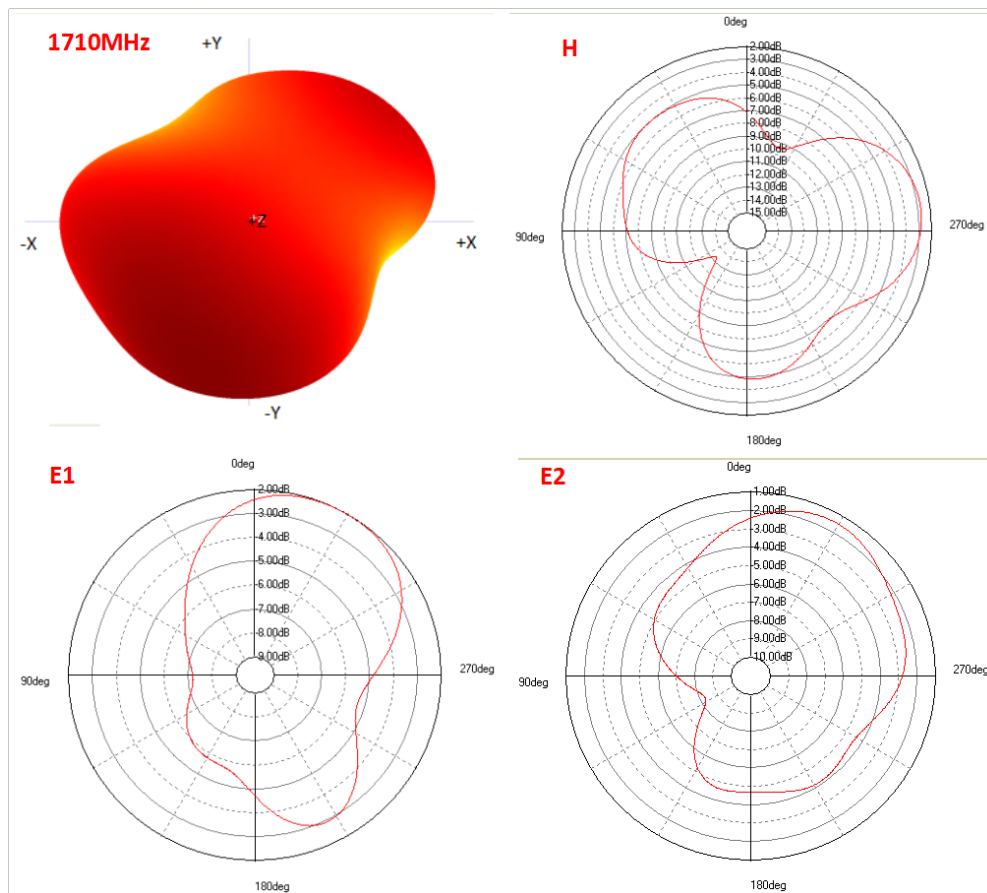 1710MHz
+Y
-X
+Z
+X
-Y
H
0deg
2.00dB
3.00dB
4.00dB
5.00dB
6.00dB
7.00dB
8.00dB
9.00dB
10.00dB
11.00dB
12.00dB
13.00dB
14.00dB
15.00dB
90deg
270deg
180deg
E1
0deg
2.00dB
3.00dB
4.00dB
5.00dB
6.00dB
7.00dB
8.00dB
9.00dB
90deg
270deg
180deg
E2
0deg
1.00dB
2.00dB
3.00dB
4.00dB
5.00dB
6.00dB
7.00dB
8.00dB
9.00dB
10.00dB
90deg
270deg
180deg